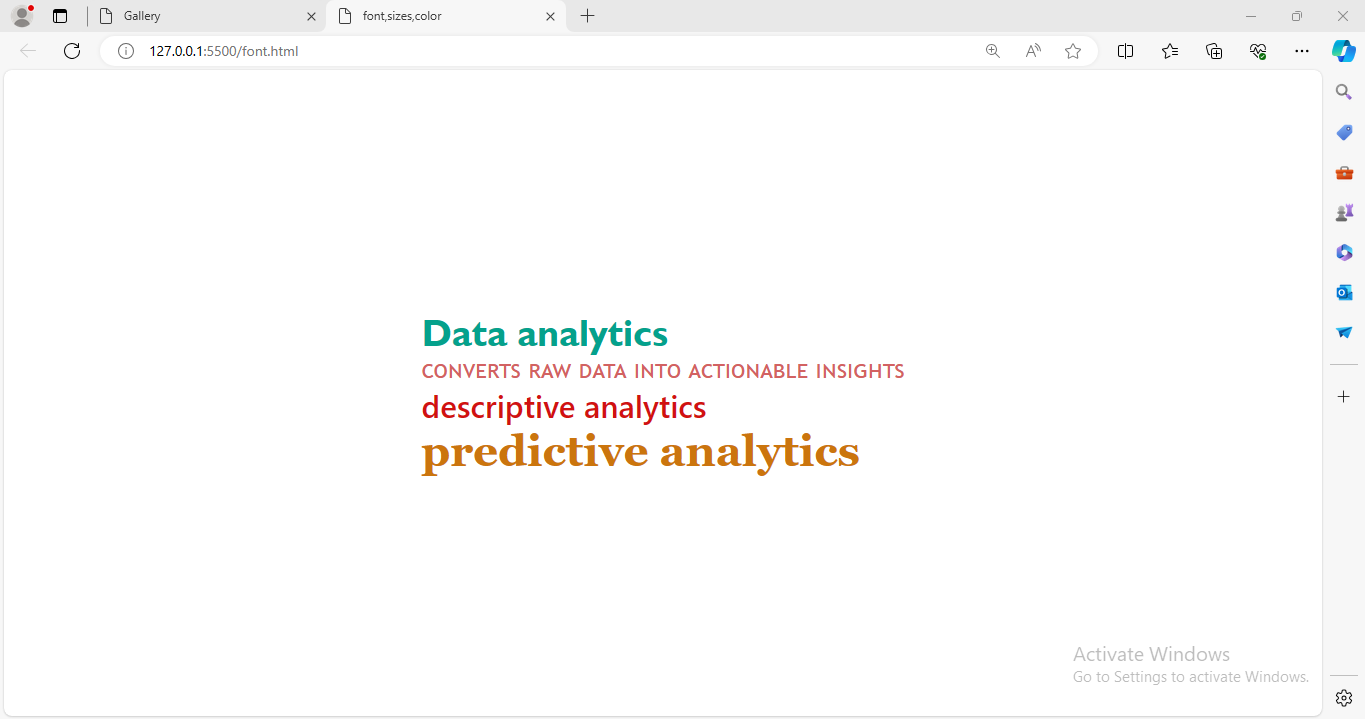 Gallery
font,sizes,color
127.0.0.1:5500/font.html
Data analytics
CONVERTS RAW DATA INTO ACTIONABLE INSIGHTS
descriptive analytics
predictive analytics
Activate Windows
Go to Settings to activate Windows.